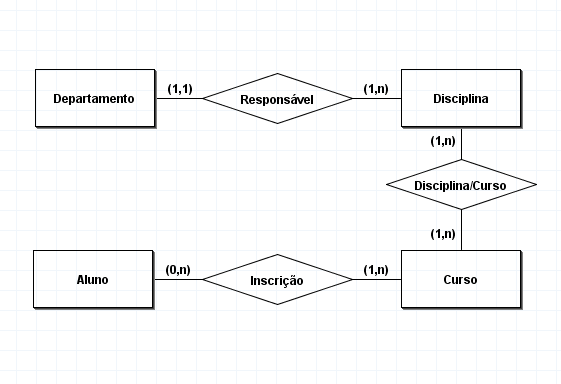 Departamento
(1,1)
Responsável
(1,n)
Disciplina
(1,n)
Disciplina/Curso
(1,n)
Aluno
(0,n)
Inscrição
(1,n)
Curso